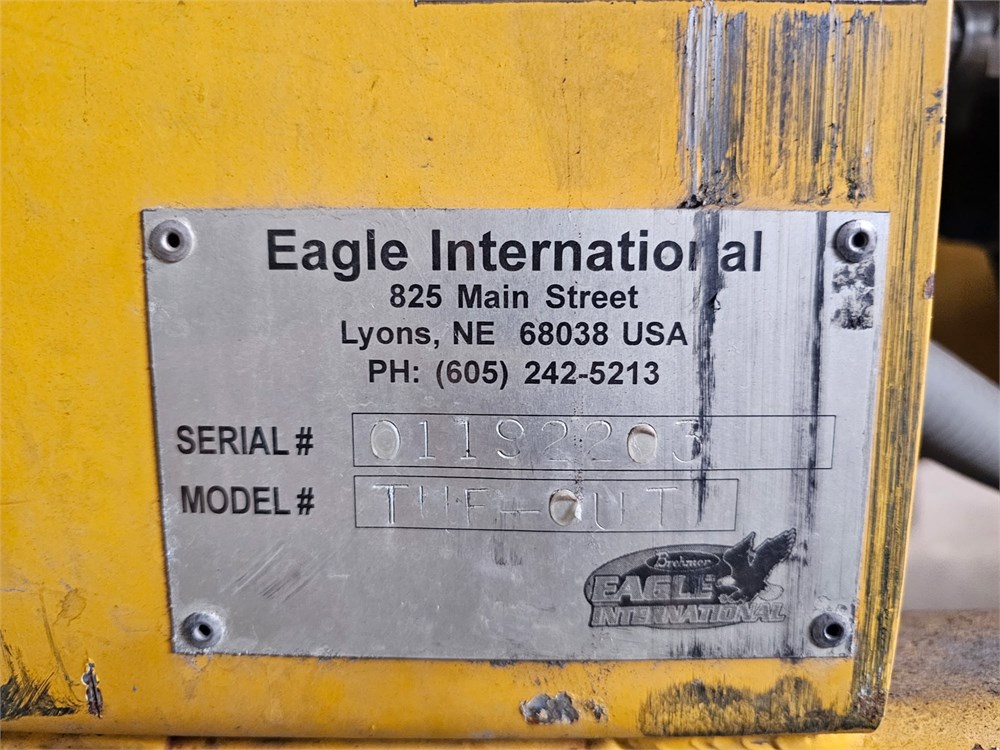 Eagle International
825 Main Street
Lyons, NE 68038 USA
PH: (605) 242-5213
SERIAL# 01192203
MODEL# TUF-CUT
EAGLE
INTERNATIONAL